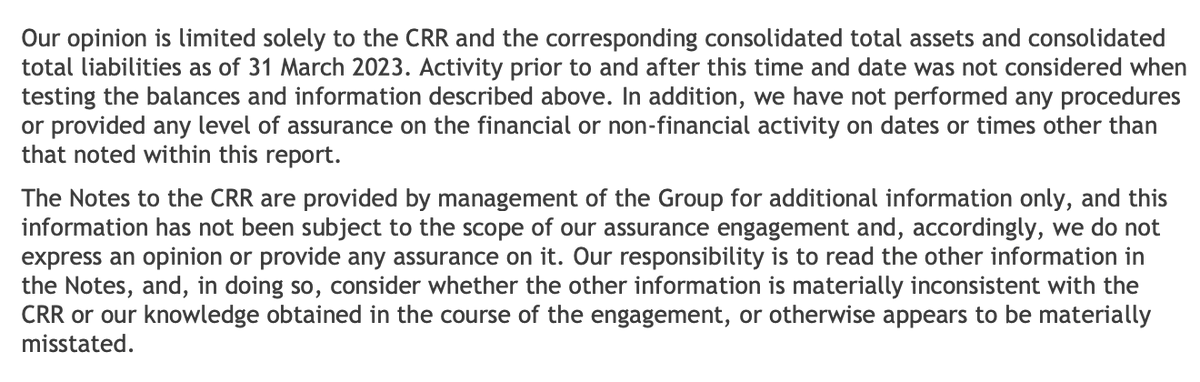 Our opinion is limited solely to the CRR and the corresponding consolidated total assets and consolidated
total liabilities as of 31 March 2023. Activity prior to and after this time and date was not considered when
testing the balances and information described above. In addition, we have not performed any procedures
or provided any level of assurance on the financial or non-financial activity on dates or times other than
that noted within this report.
The Notes to the CRR are provided by management of the Group for additional information only, and this
information has not been subject to the scope of our assurance engagement and, accordingly, we do not
express an opinion or provide any assurance on it. Our responsibility is to read the other information in
the Notes, and, in doing so, consider whether the other information is materially inconsistent with the
CRR or our knowledge obtained in the course of the engagement, or otherwise appears to be materially
misstated.